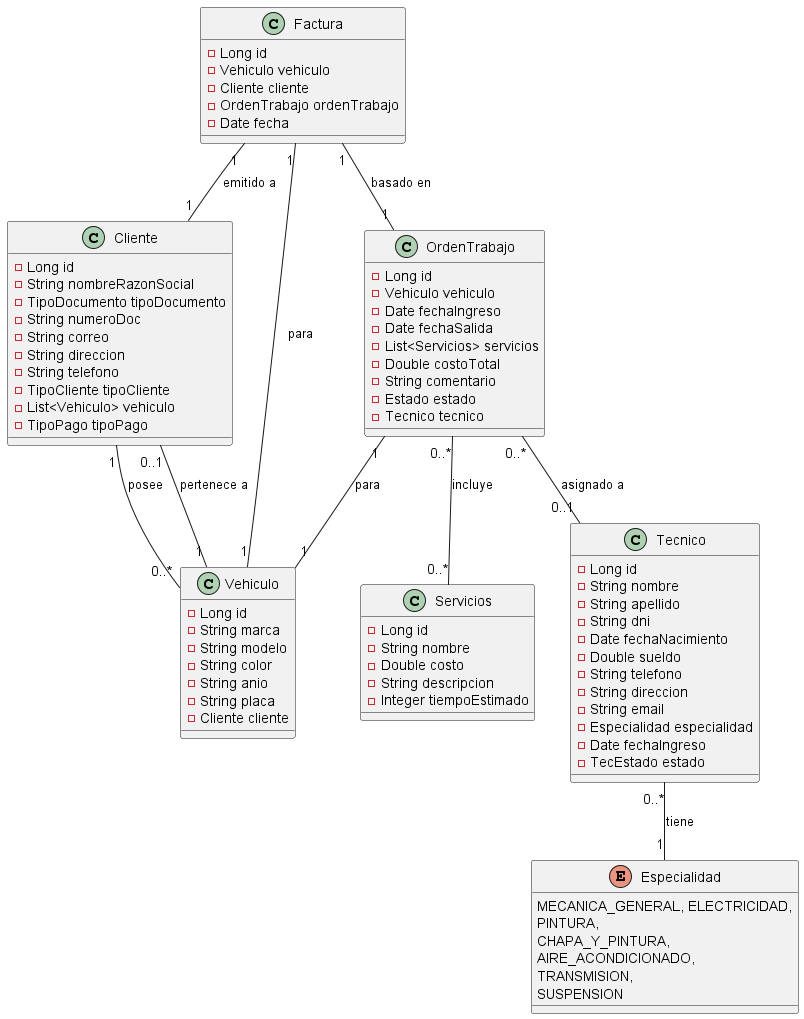 C Factura
Long id
Vehiculo vehiculo
Cliente cliente
OrdenTrabajo ordenTrabajo
Date fecha
1 1 1
emitido a
basado en
1
1
C Cliente
Long id
String nombreRazonSocial
TipoDocumento tipoDocumento
String numeroDoc
String correo
String direccion
String telefono
TipoCliente tipoCliente
List<Vehiculo> vehiculo
TipoPago tipoPago
para
C OrdenTrabajo
Long id
Vehiculo vehiculo
Date fechaIngreso
Date fechaSalida
List<Servicios> servicios
Double costoTotal
String comentario
Estado estado
Tecnico tecnico
1 0..1 1 0..* 0..*
posee
pertenece a
para
incluye
asignado a
0..* 1 1 1 0..* 0..1
C Vehiculo
Long id
String marca
String modelo
String color
String anio
String placa
Cliente cliente
C Servicios
Long id
String nombre
Double costo
String descripcion
Integer tiempoEstimado
C Tecnico
Long id
String nombre
String apellido
String dni
Date fechaNacimiento
Double sueldo
String telefono
String direccion
String email
Especialidad especialidad
Date fechaIngreso
TecEstado estado
0..*
tiene
1
E Especialidad
MECANICA_GENERAL, ELECTRICIDAD,
PINTURA,
CHAPA_Y_PINTURA,
AIRE_ACONDICIONADO,
TRANSMISION,
SUSPENSION